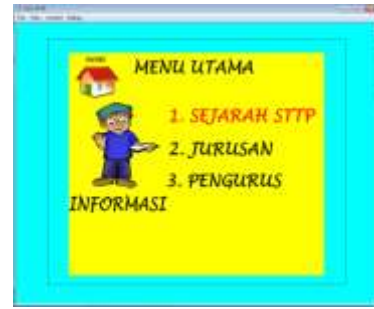 MENU UTAMA
1. SEJARAH STTP
2. JURUSAN
3. PENGURUS
INFORMASI